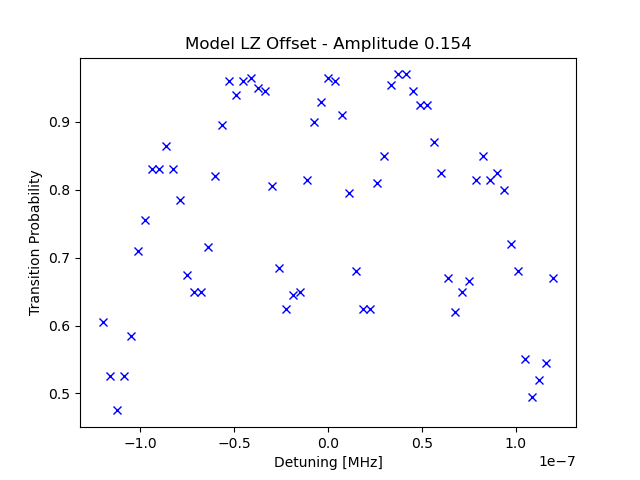 Model LZ Offset - Amplitude 0.154
Transition Probability
0.9
0.8
0.7
0.6
0.5
−1.0 −0.5 0.0 0.5 1.0
1e−7
Detuning [MHz]